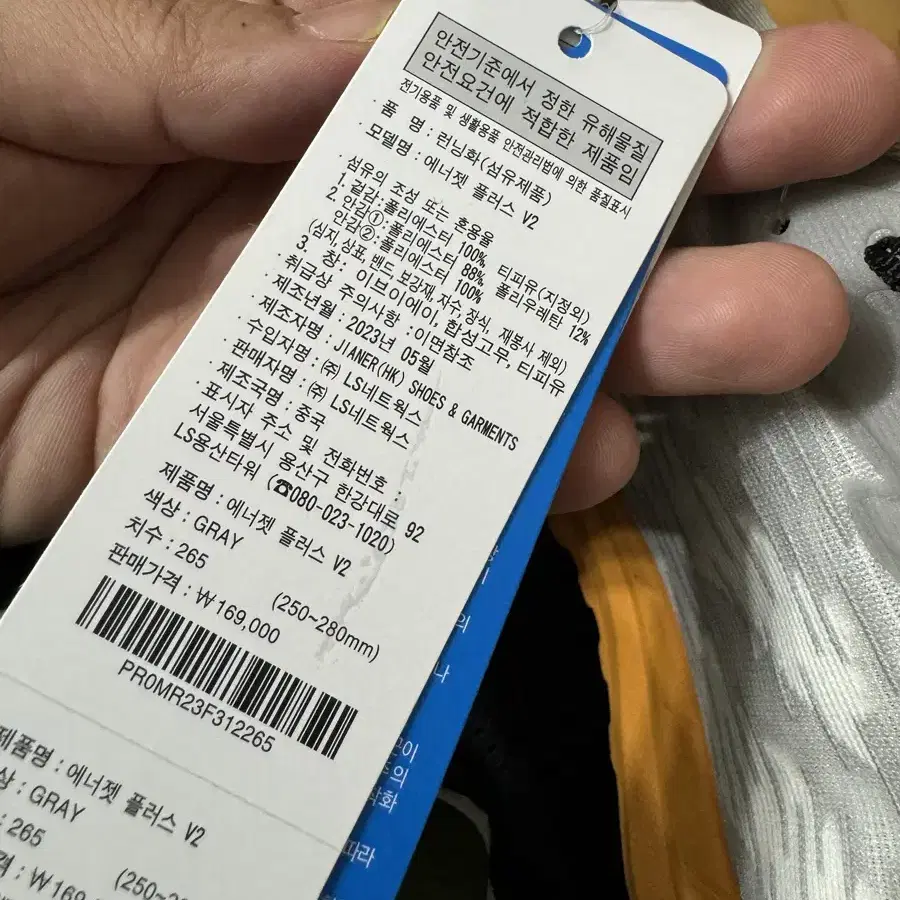 안전기준에서 정한 유해물질
안전요건에 적합한 제품임
전기용품 및 생활용품 안전관리법에 의한 품질표시
· 품 명 : 런닝화(섬유제품)
· 모델명 : 에너젯 플러스 V2
· 섬유의 조성 또는 혼용율
1. 겉감: 폴리에스터 100%, 티피유(지정외)
2. 안감①: 폴리에스터 88%, 폴리우레탄 12%
안감②: 폴리에스터 100%
(심지, 상표, 밴드, 보강재, 자수, 장식, 재봉사 제외)
3. 창: 이브이에이, 합성고무, 티피유
· 취급상 주의사항 : 이면참조
· 제조년월 : 2023년 05월
· 제조자명 : JIANER(HK) SHOES & GARMENTS
· 수입자명 : ㈜ LS네트웍스
· 판매자명 : ㈜ LS네트웍스
· 제조국명 : 중국
· 표시자 주소 및 전화번호 :
서울특별시 용산구 한강대로 92
LS용산타워 (☎080-023-1020)
제품명 : 에너젯 플러스 V2
색상 : GRAY
치수 : 265 (250~280mm)
판매가격 : ₩169,000
PR0MR23F312265
제품명 : 에너젯 플러스 V2
상 : GRAY
: 265 (250~28
격 : ₩169,
의
나
의
따라